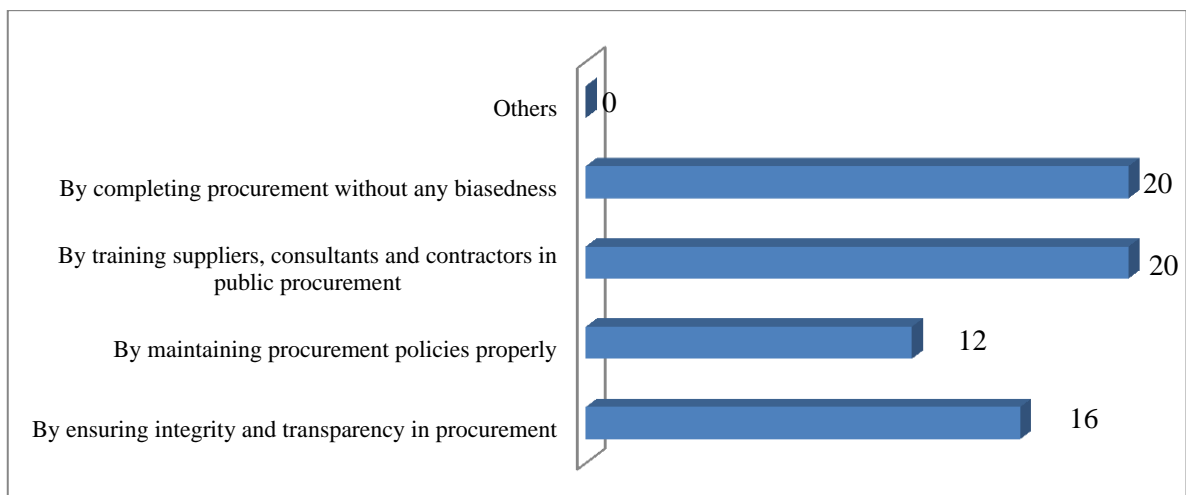 Others
0
By completing procurement without any biasedness
20
By training suppliers, consultants and contractors in
public procurement
20
By maintaining procurement policies properly
12
By ensuring integrity and transparency in procurement
16